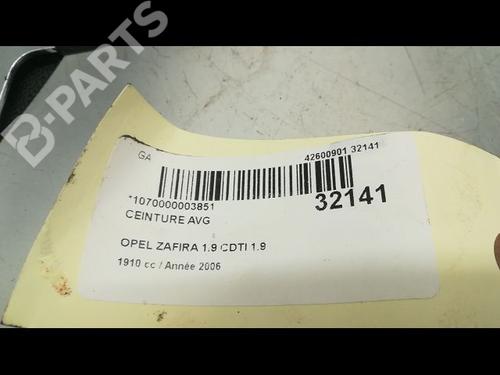 B-PARTS
GA
42600901 32141
*1070000003851
32141
CEINTURE AVG
OPEL ZAFIRA 1.9 CDTI 1.9
1910 cc / Année 2006